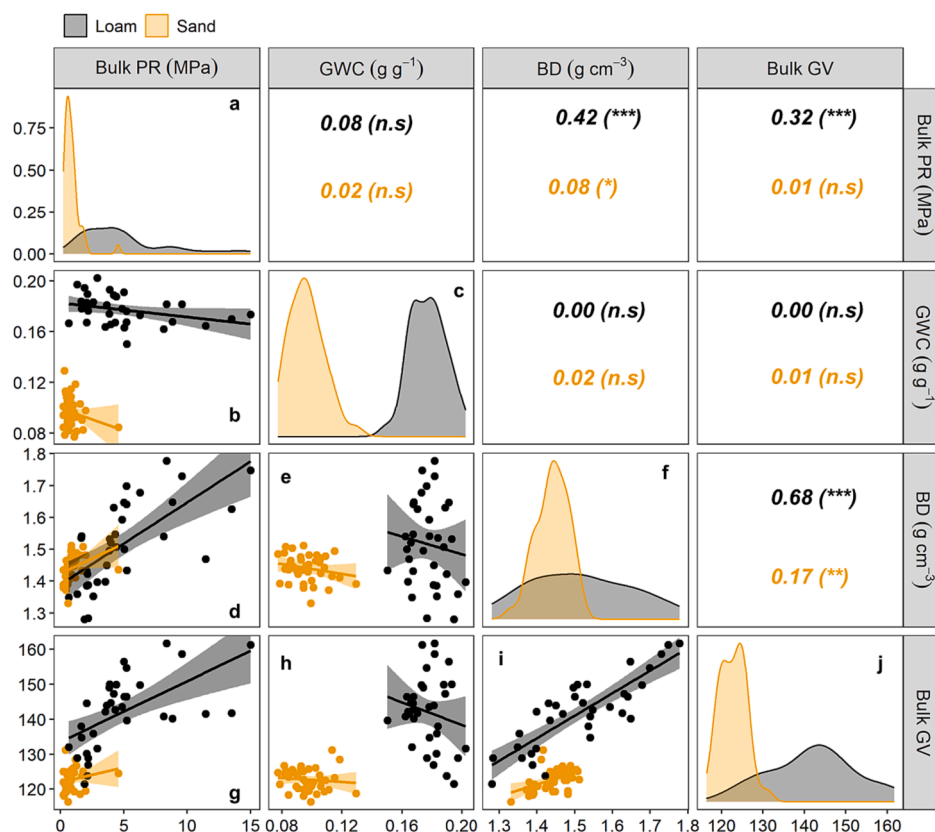 Loam Sand
Bulk PR (MPa) GWC (g g⁻¹) BD (g cm⁻³) Bulk GV
a
0.75
0.50
0.25
0.00
0.08 (n.s) 0.42 (***) 0.32 (***)
0.02 (n.s) 0.08 (*) 0.01 (n.s)
Bulk PR (MPa)
0.20
0.16
0.12
0.08
b
c
0.00 (n.s) 0.00 (n.s)
0.02 (n.s) 0.01 (n.s)
GWC (g g⁻¹)
1.8
1.7
1.6
1.5
1.4
1.3
d
e
f
0.68 (***)
0.17 (**)
BD (g cm⁻³)
160
150
140
130
120
g
h
i
j
Bulk GV
0 5 10 15 0.08 0.12 0.16 0.20 1.3 1.4 1.5 1.6 1.7 1.8 120 130 140 150 160